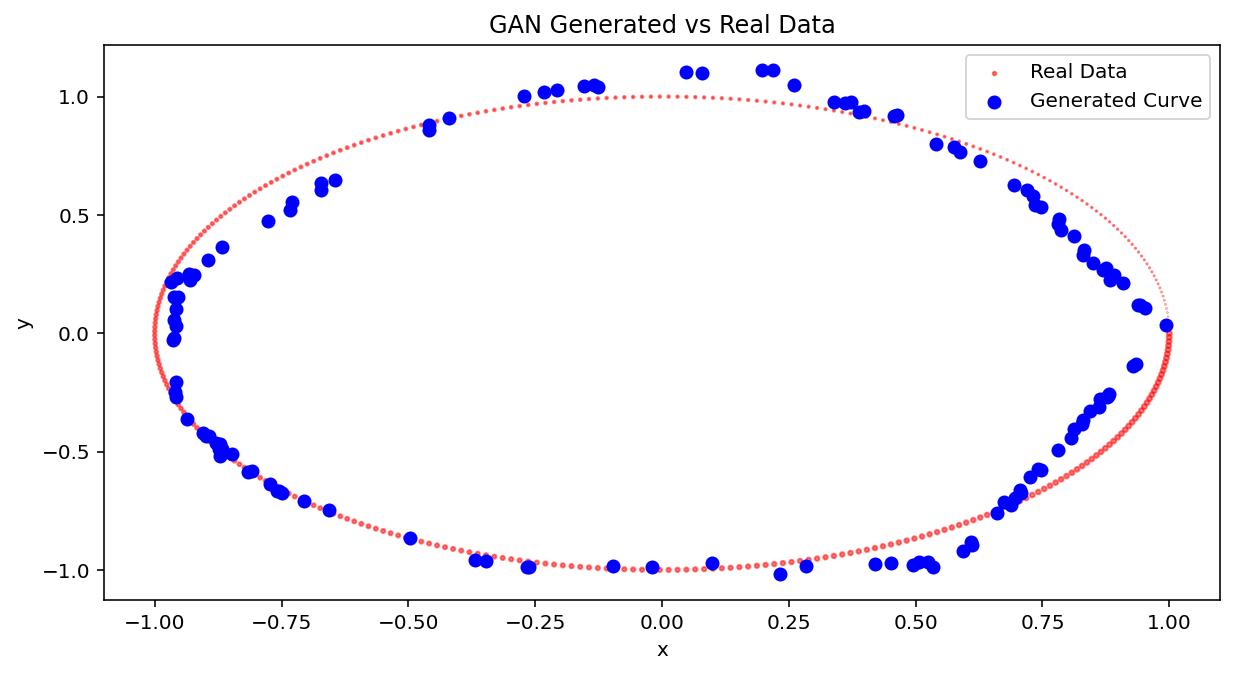 GAN Generated vs Real Data
Real Data
Generated Curve
1.0
0.5
0.0
−0.5
−1.0
y
−1.00 −0.75 −0.50 −0.25 0.00 0.25 0.50 0.75 1.00
x